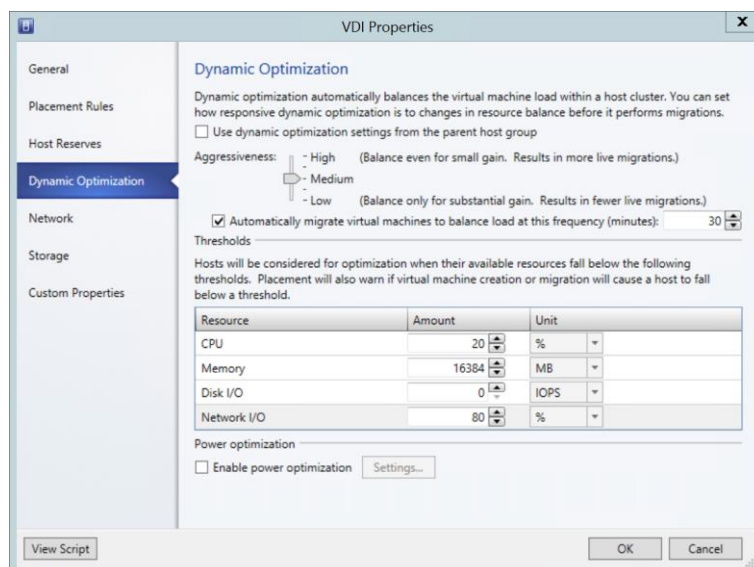 VDI Properties
x
General
Placement Rules
Host Reserves
Dynamic Optimization
Network
Storage
Custom Properties
Dynamic Optimization
Dynamic optimization automatically balances the virtual machine load within a host cluster. You can set
how responsive dynamic optimization is to changes in resource balance before it performs migrations.
Use dynamic optimization settings from the parent host group
Aggressiveness: - High (Balance even for small gain. Results in more live migrations.)
- Medium
- Low (Balance only for substantial gain. Results in fewer live migrations.)
Automatically migrate virtual machines to balance load at this frequency (minutes): 30
Thresholds
Hosts will be considered for optimization when their available resources fall below the following
thresholds. Placement will also warn if virtual machine creation or migration will cause a host to fall
below a threshold.
Resource Amount Unit
CPU 20 %
Memory 16384 MB
Disk I/O 0 IOPS
Network I/O 80 %
Power optimization
Enable power optimization Settings...
View Script OK Cancel